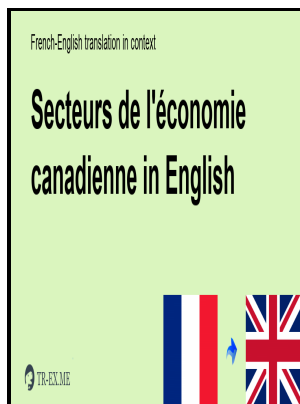 French-English translation in context
Secteurs de l'économie
canadienne in English
TR-EX.ME